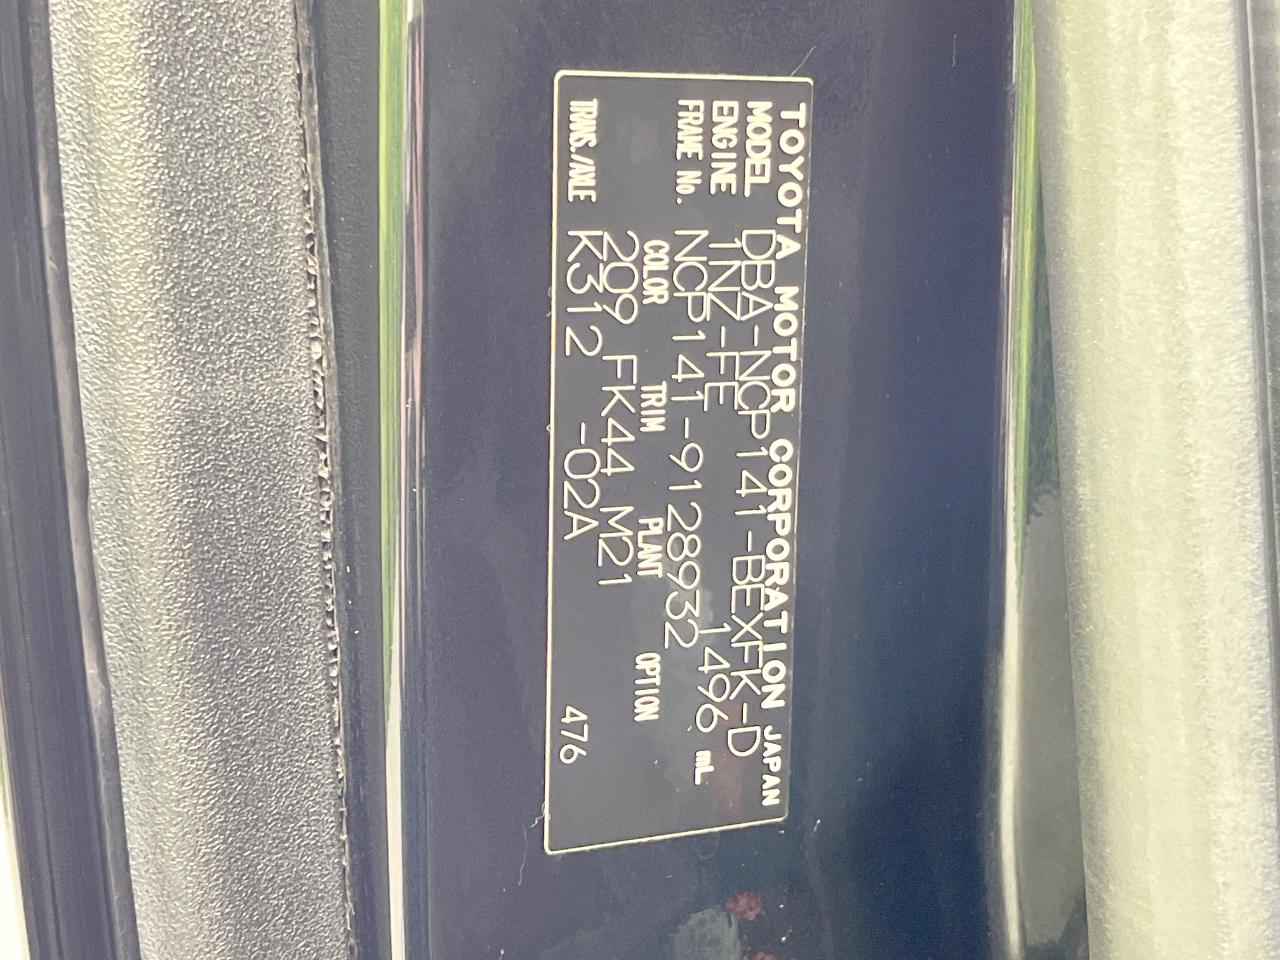 TOYOTA MOTOR CORPORATION JAPAN
MODEL DBA-NCP141-BEXFK-D
ENGINE 1NZ-FE 1496 mL
FRAME No. NCP141-9128932
COLOR TRIM PLANT OPTION
209 FK44 M21
TRANS./AXLE K312 -02A 476